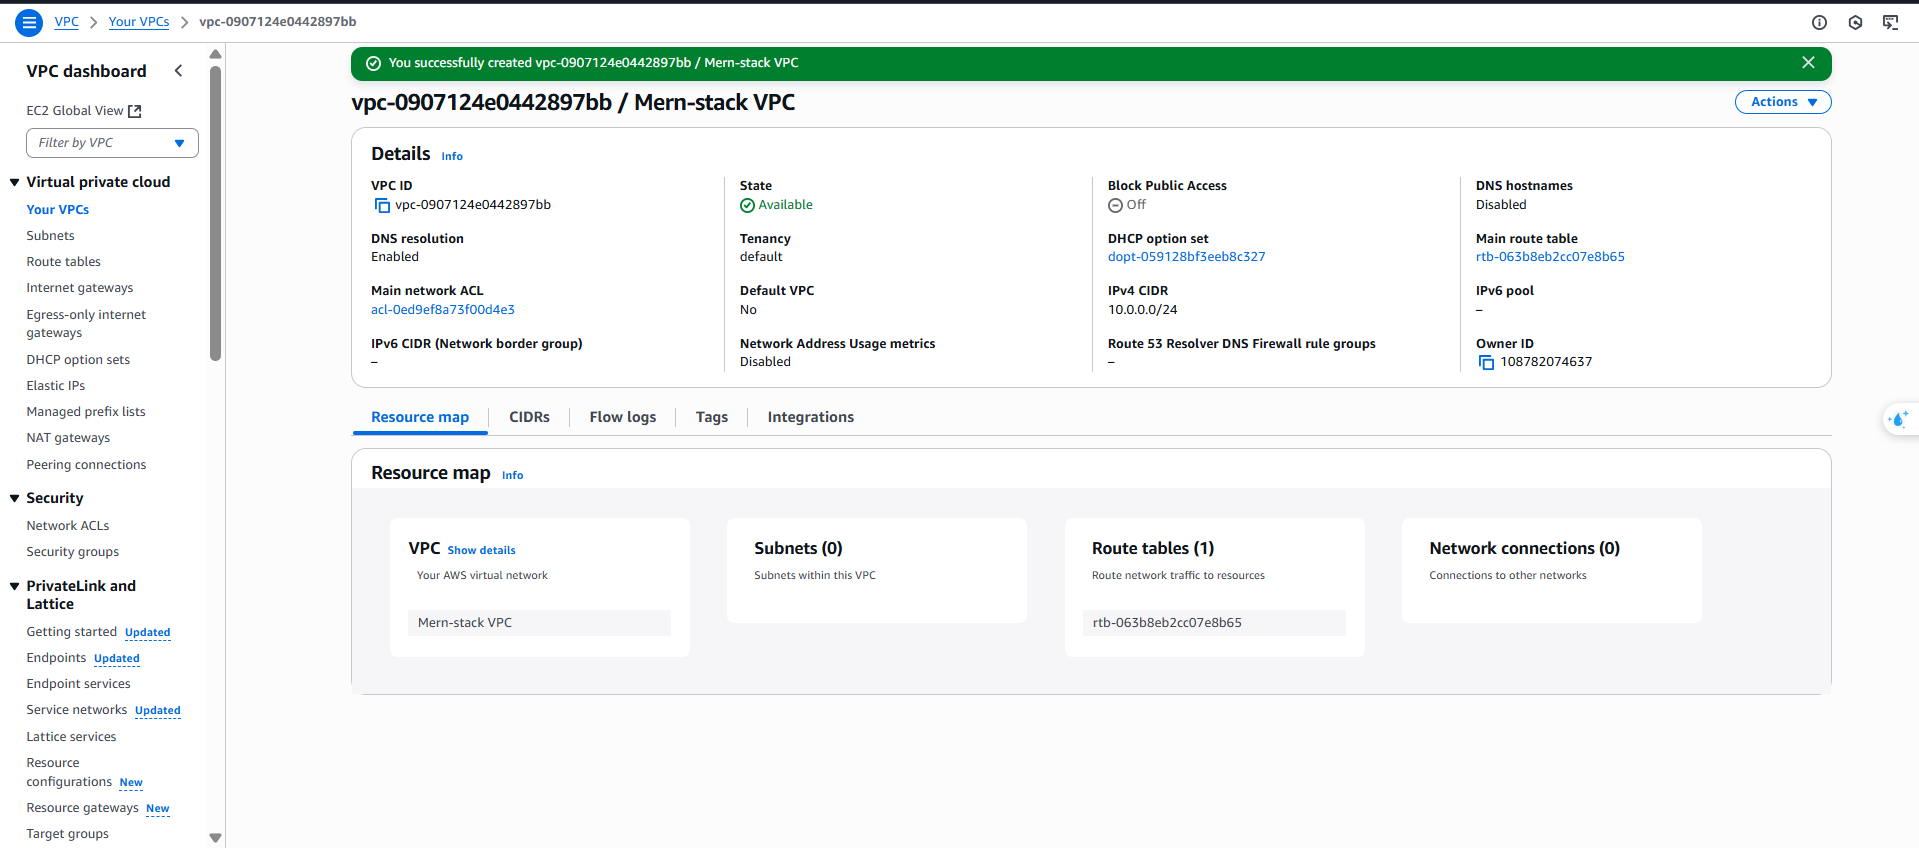 VPC > Your VPCs > vpc-0907124e0442897bb
VPC dashboard
EC2 Global View
Filter by VPC
Virtual private cloud
Your VPCs
Subnets
Route tables
Internet gateways
Egress-only internet
gateways
DHCP option sets
Elastic IPs
Managed prefix lists
NAT gateways
Peering connections
Security
Network ACLs
Security groups
PrivateLink and
Lattice
Getting started Updated
Endpoints Updated
Endpoint services
Service networks Updated
Lattice services
Resource
configurations New
Resource gateways New
Target groups
You successfully created vpc-0907124e0442897bb / Mern-stack VPC
vpc-0907124e0442897bb / Mern-stack VPC
Actions
Details Info
VPC ID
vpc-0907124e0442897bb
State
Available
Block Public Access
Off
DNS hostnames
Disabled
DNS resolution
Enabled
Tenancy
default
DHCP option set
dopt-059128bf3eeb8c327
Main route table
rtb-063b8eb2cc07e8b65
Main network ACL
acl-0ed9ef8a73f00d4e3
Default VPC
No
IPv4 CIDR
10.0.0.0/24
IPv6 pool
–
IPv6 CIDR (Network border group)
–
Network Address Usage metrics
Disabled
Route 53 Resolver DNS Firewall rule groups
–
Owner ID
108782074637
Resource map
CIDRs
Flow logs
Tags
Integrations
Resource map Info
VPC Show details
Your AWS virtual network
Mern-stack VPC
Subnets (0)
Subnets within this VPC
Route tables (1)
Route network traffic to resources
rtb-063b8eb2cc07e8b65
Network connections (0)
Connections to other networks